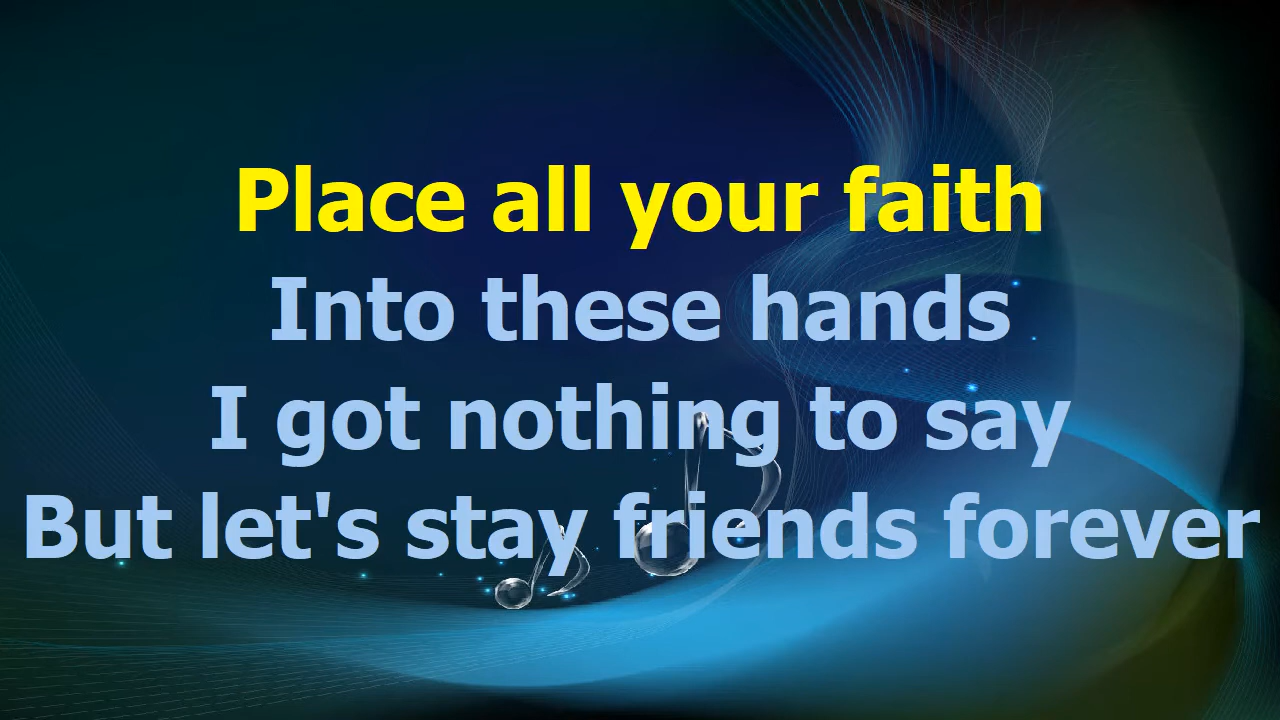 Place all your faith
Into these hands
I got nothing to say
But let's stay friends forever